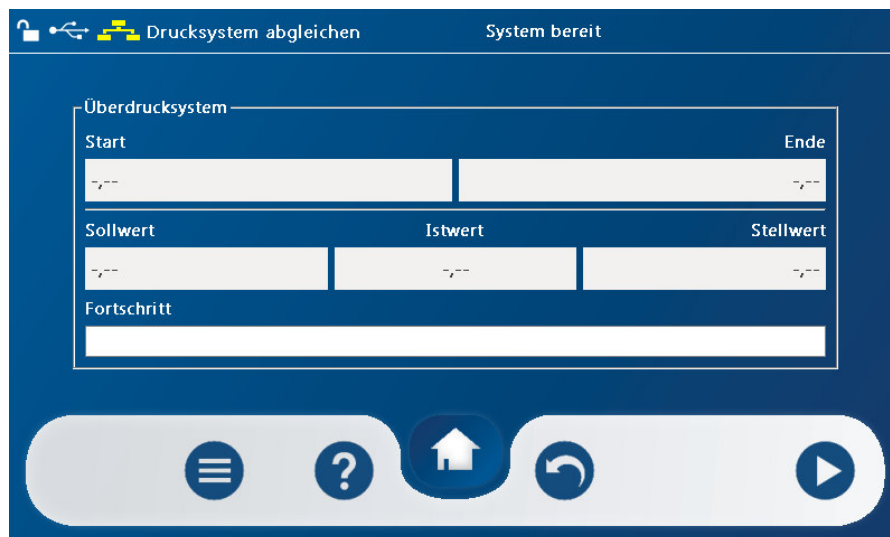 Drucksystem abgleichen System bereit
Überdrucksystem
Start Ende
-,-- -,--
Sollwert Istwert Stellwert
-,-- -,-- -,--
Fortschritt
?